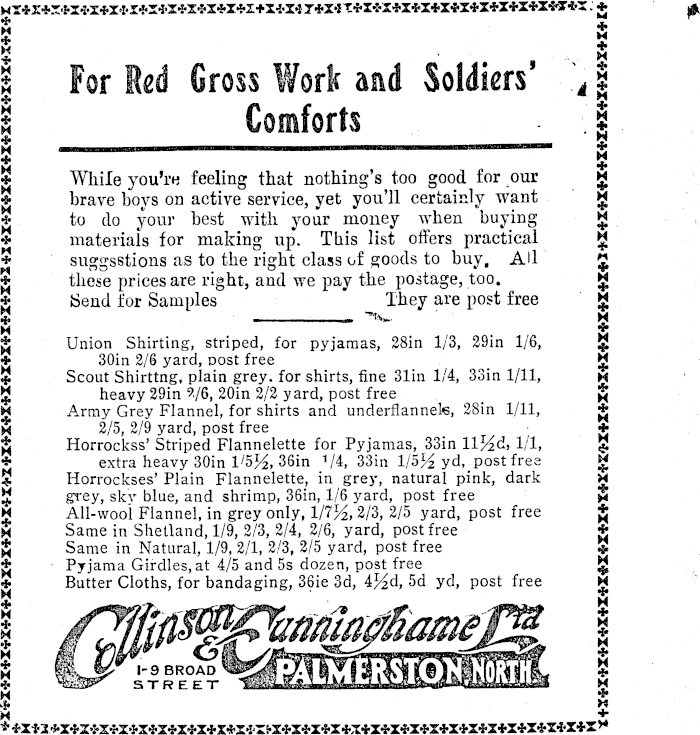 For Red Gross Work and Soldiers'
Comforts
While you're feeling that nothing's too good for our
brave boys on active service, yet you'll certainly want
to do your best with your money when buying
materials for making up. This list offers practical
suggsstions as to the right class of goods to buy. All
these prices are right, and we pay the postage, too.
Send for Samples They are post free
Union Shirting, striped, for pyjamas, 28in 1/3, 29in 1/6,
30in 2/6 yard, post free
Scout Shirttng, plain grey. for shirts, fine 31in 1/4, 33in 1/11,
heavy 29in 2/6, 20in 2/2 yard, post free
Army Grey Flannel, for shirts and underflannels, 28in 1/11,
2/5, 2/9 yard, post free
Horrockss' Striped Flannelette for Pyjamas, 33in 11½d, 1/1,
extra heavy 30in 1/5½, 36in 1/4, 33in 1/5½ yd, post free
Horrockses' Plain Flannelette, in grey, natural pink, dark
grey, sky blue, and shrimp, 36in, 1/6 yard, post free
All-wool Flannel, in grey only, 1/7½, 2/3, 2/5 yard, post free
Same in Shetland, 1/9, 2/3, 2/4, 2/6, yard, post free
Same in Natural, 1/9, 2/1, 2/3, 2/5 yard, post free
Pyjama Girdles, at 4/5 and 5s dozen, post free
Butter Cloths, for bandaging, 36ie 3d, 4½d, 5d yd, post free
Collinson & Cunninghame Ltd
1-9 BROAD
STREET
PALMERSTON NORTH.